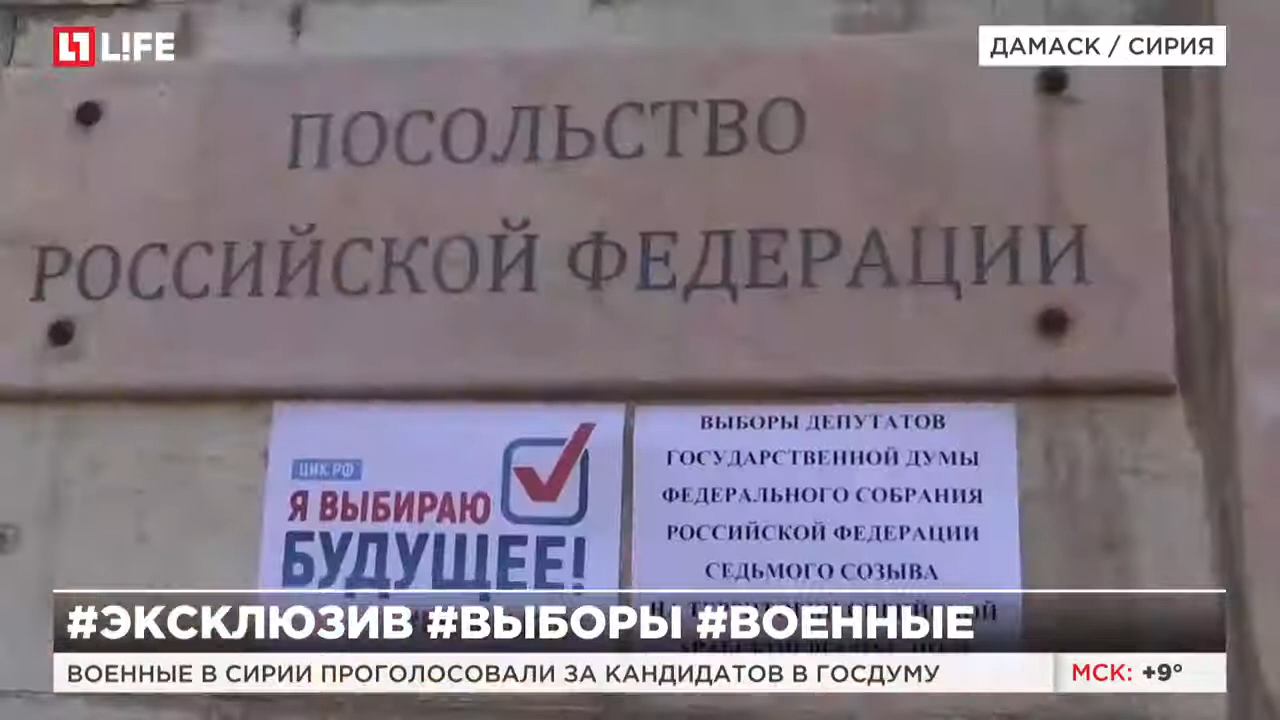 L!FE
ДАМАСК / СИРИЯ
ПОСОЛЬСТВО
РОССИЙСКОЙ ФЕДЕРАЦИИ
ЦИК.РФ
Я ВЫБИРАЮ
БУДУЩЕЕ!
ВЫБОРЫ ДЕПУТАТОВ
ГОСУДАРСТВЕННОЙ ДУМЫ
ФЕДЕРАЛЬНОГО СОБРАНИЯ
РОССИЙСКОЙ ФЕДЕРАЦИИ
СЕДЬМОГО СОЗЫВА
#ЭКСКЛЮЗИВ #ВЫБОРЫ #ВОЕННЫЕ
ВОЕННЫЕ В СИРИИ ПРОГОЛОСОВАЛИ ЗА КАНДИДАТОВ В ГОСДУМУ
МСК: +9°